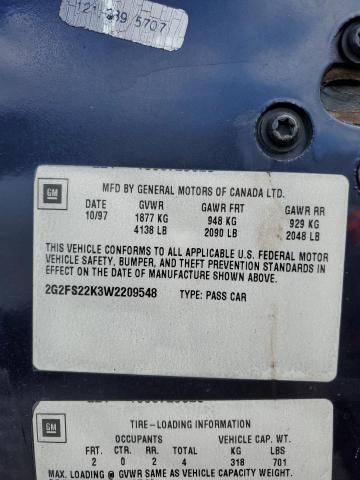 GM
MFD BY GENERAL MOTORS OF CANADA LTD.
DATE GVWR GAWR FRT GAWR RR
10/97 1877 KG 948 KG 929 KG
4138 LB 2090 LB 2048 LB
THIS VEHICLE CONFORMS TO ALL APPLICABLE U.S. FEDERAL MOTOR
VEHICLE SAFETY, BUMPER, AND THEFT PREVENTION STANDARDS IN
EFFECT ON THE DATE OF MANUFACTURE SHOWN ABOVE.
2G2FS22K3W2209548 TYPE: PASS CAR
GM
TIRE-LOADING INFORMATION
OCCUPANTS VEHICLE CAP. WT.
FRT. CTR. RR. TOTAL KG LBS
2 0 2 4 318 701
MAX. LOADING @ GVWR SAME AS VEHICLE CAPACITY WEIGHT.